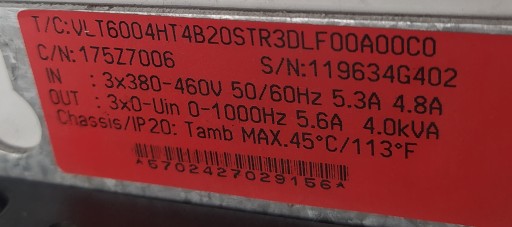 T/C:VLT6004HT4B20STR3DLF00A00C0
C/N:175Z7006 S/N:119634G402
IN : 3x380-460V 50/60Hz 5.3A 4.8A
OUT : 3x0-Uin 0-1000Hz 5.6A 4.0kVA
Chassis/IP20: Tamb MAX.45°C/113°F
*5702427029156*